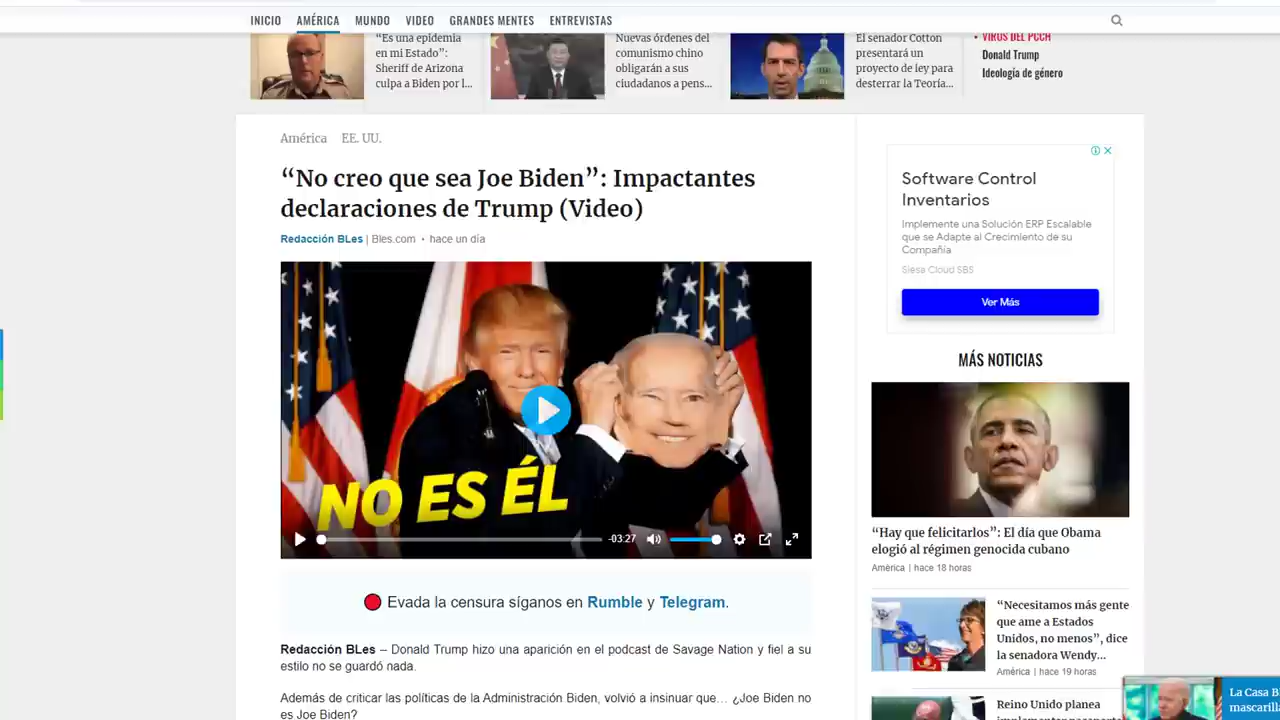 INICIO AMÉRICA MUNDO VIDEO GRANDES MENTES ENTREVISTAS
“Es una epidemia
en mi Estado”:
Sheriff de Arizona
culpa a Biden por l...
Nuevas órdenes del
comunismo chino
obligarán a sus
ciudadanos a pens...
El senador Cotton
presentará un
proyecto de ley para
desterrar la Teoría...
VIRUS DEL PCCH
Donald Trump
Ideología de género
América EE. UU.
“No creo que sea Joe Biden”: Impactantes
declaraciones de Trump (Video)
Redacción BLes | Bles.com • hace un día
NO ES ÉL
-03:27
Evada la censura síganos en Rumble y Telegram.
Redacción BLes – Donald Trump hizo una aparición en el podcast de Savage Nation y fiel a su
estilo no se guardó nada.
Además de criticar las políticas de la Administración Biden, volvió a insinuar que… ¿Joe Biden no
es Joe Biden?
Software Control
Inventarios
Implemente una Solución ERP Escalable
que se Adapte al Crecimiento de su
Compañía
Siesa Cloud SBS
Ver Más
MÁS NOTICIAS
“Hay que felicitarlos”: El día que Obama
elogió al régimen genocida cubano
América | hace 18 horas
“Necesitamos más gente
que ame a Estados
Unidos, no menos”, dice
la senadora Wendy...
América | hace 19 horas
Reino Unido planea
La Casa B
mascarilla